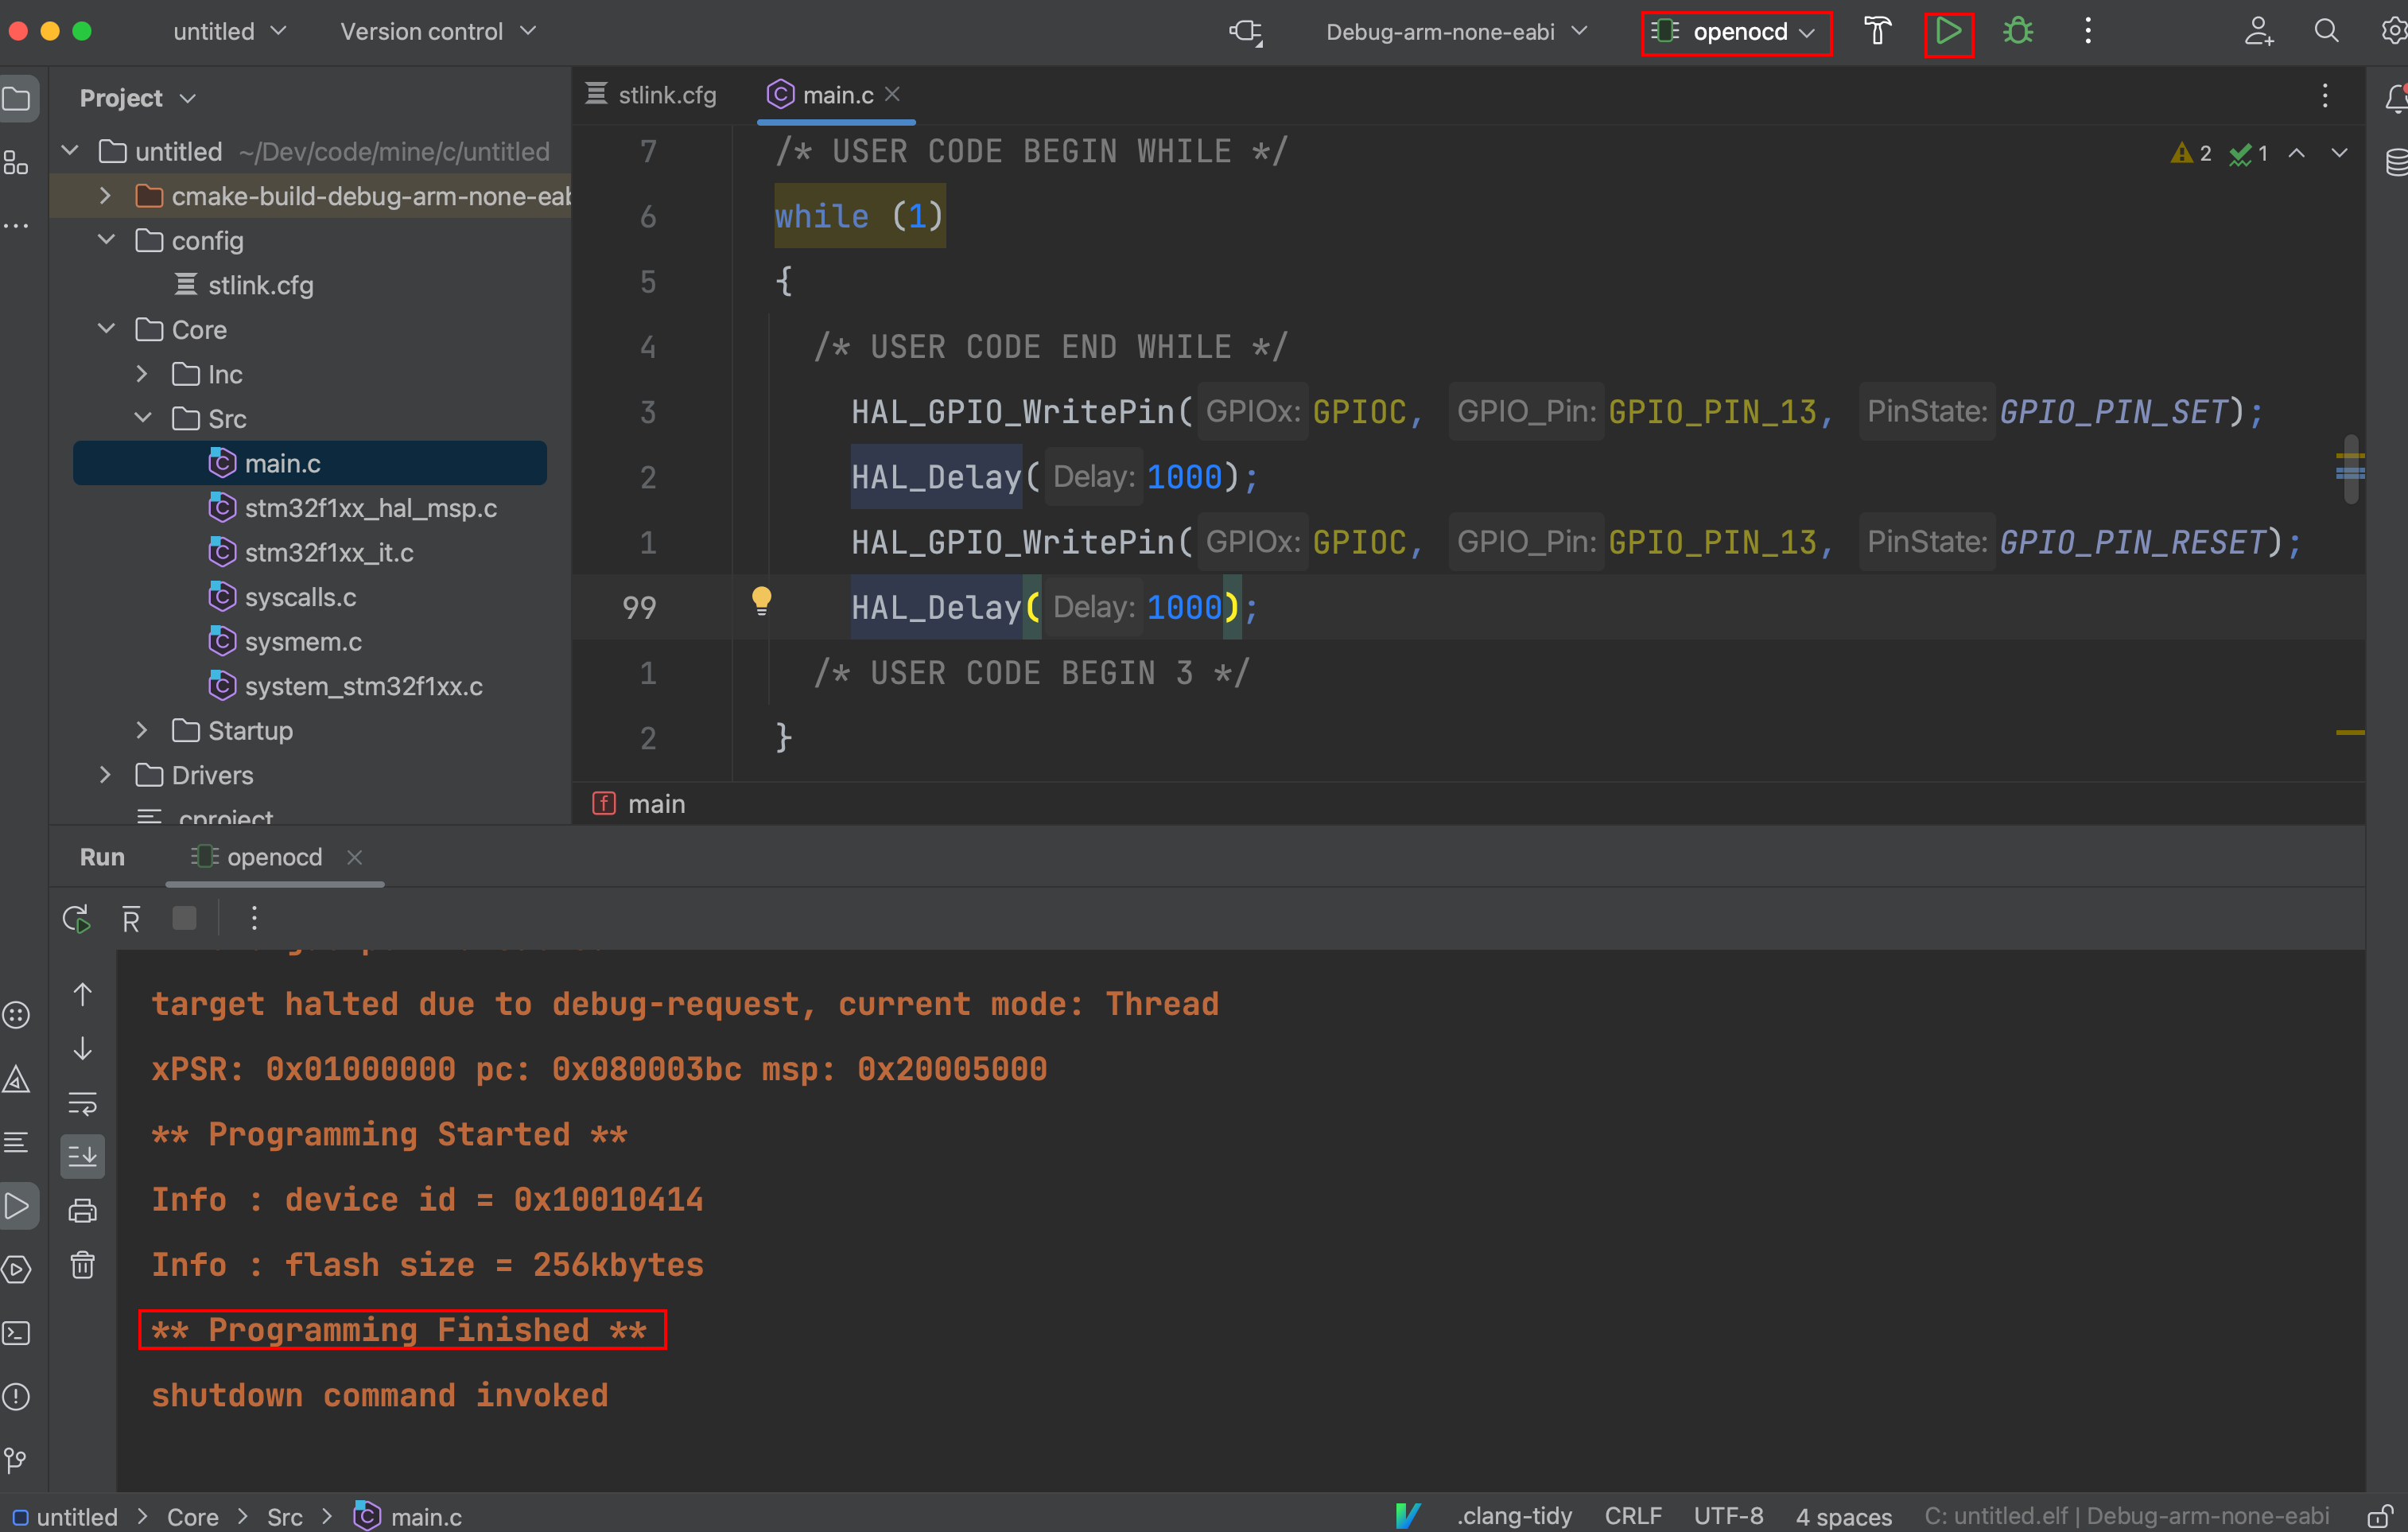 untitled
Version control
Debug-arm-none-eabi
openocd
Project
stlink.cfg
main.c
untitled ~/Dev/code/mine/c/untitled
cmake-build-debug-arm-none-eab
config
stlink.cfg
Core
Inc
Src
main.c
stm32f1xx_hal_msp.c
stm32f1xx_it.c
syscalls.c
sysmem.c
system_stm32f1xx.c
Startup
Drivers
.cproject
2 1
7 /* USER CODE BEGIN WHILE */
6 while (1)
5 {
4 /* USER CODE END WHILE */
3 HAL_GPIO_WritePin( GPIOx: GPIOC, GPIO_Pin: GPIO_PIN_13, PinState: GPIO_PIN_SET);
2 HAL_Delay( Delay: 1000);
1 HAL_GPIO_WritePin( GPIOx: GPIOC, GPIO_Pin: GPIO_PIN_13, PinState: GPIO_PIN_RESET);
99 HAL_Delay( Delay: 1000);
1 /* USER CODE BEGIN 3 */
2 }
main
Run
openocd
target halted due to debug-request, current mode: Thread
xPSR: 0x01000000 pc: 0x080003bc msp: 0x20005000
** Programming Started **
Info : device id = 0x10010414
Info : flash size = 256kbytes
** Programming Finished **
shutdown command invoked
untitled > Core > Src > main.c
.clang-tidy CRLF UTF-8 4 spaces C: untitled.elf | Debug-arm-none-eabi